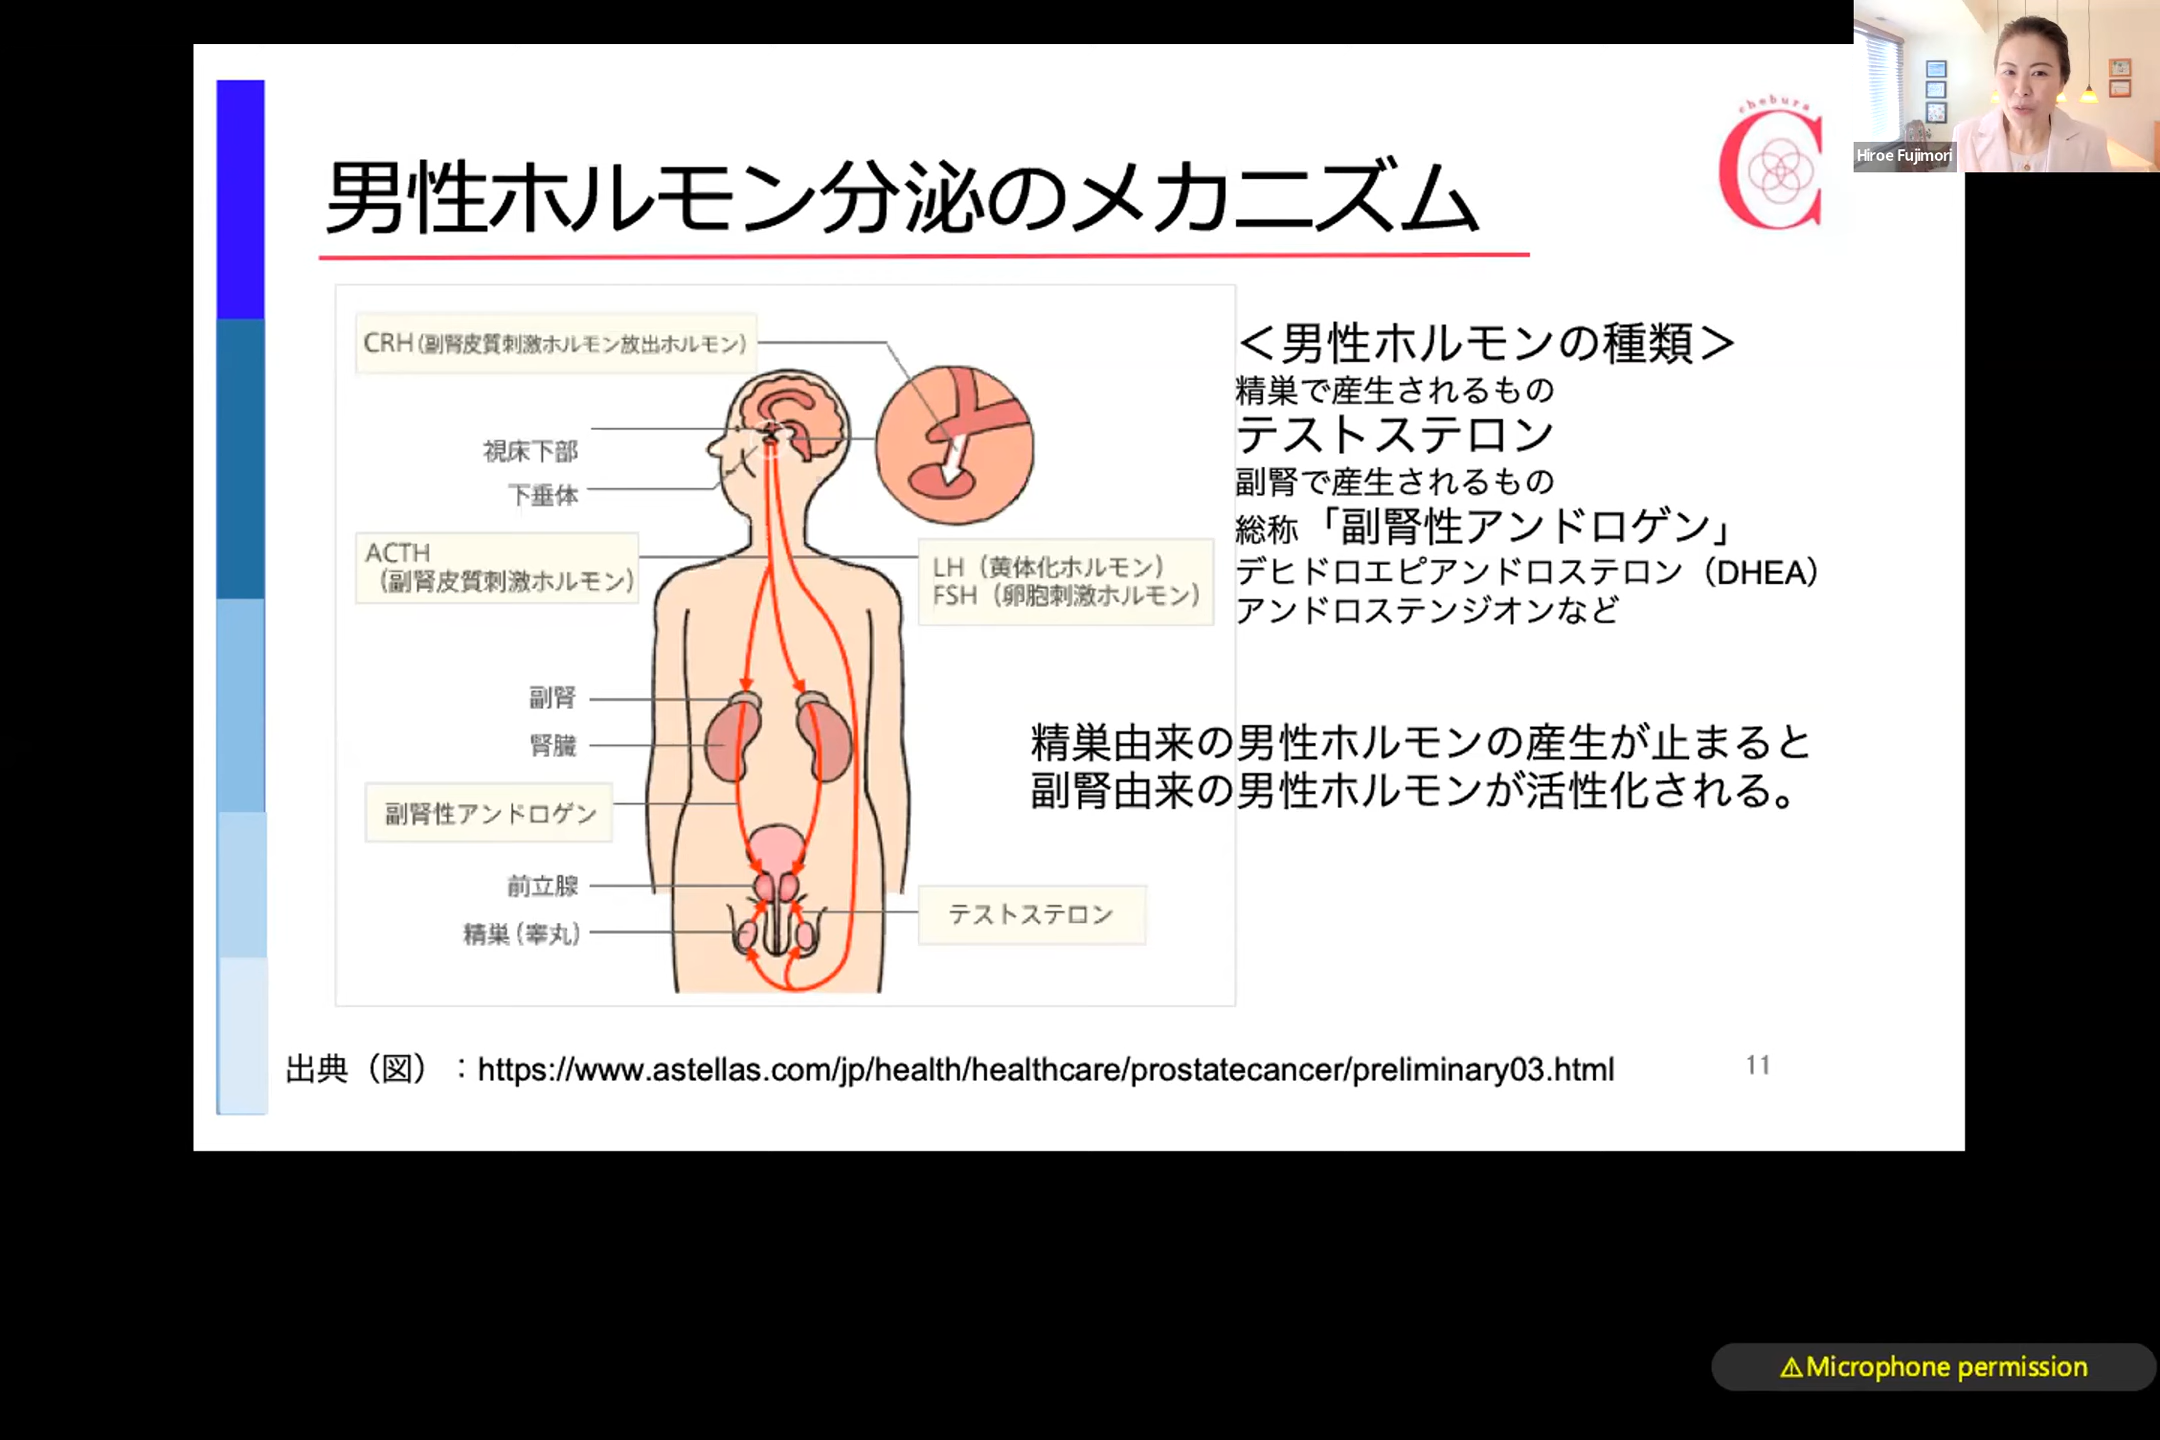 chebura
C
Hiroe Fujimori
男性ホルモン分泌のメカニズム
CRH（副腎皮質刺激ホルモン放出ホルモン）
視床下部
下垂体
ACTH
（副腎皮質刺激ホルモン）
LH（黄体化ホルモン）
FSH（卵胞刺激ホルモン）
副腎
腎臓
副腎性アンドロゲン
前立腺
精巣（睾丸）
テストステロン
＜男性ホルモンの種類＞
精巣で産生されるもの
テストステロン
副腎で産生されるもの
総称「副腎性アンドロゲン」
デヒドロエピアンドロステロン（DHEA）
アンドロステンジオンなど
精巣由来の男性ホルモンの産生が止まると
副腎由来の男性ホルモンが活性化される。
出典（図）：https://www.astellas.com/jp/health/healthcare/prostatecancer/preliminary03.html
11
⚠Microphone permission